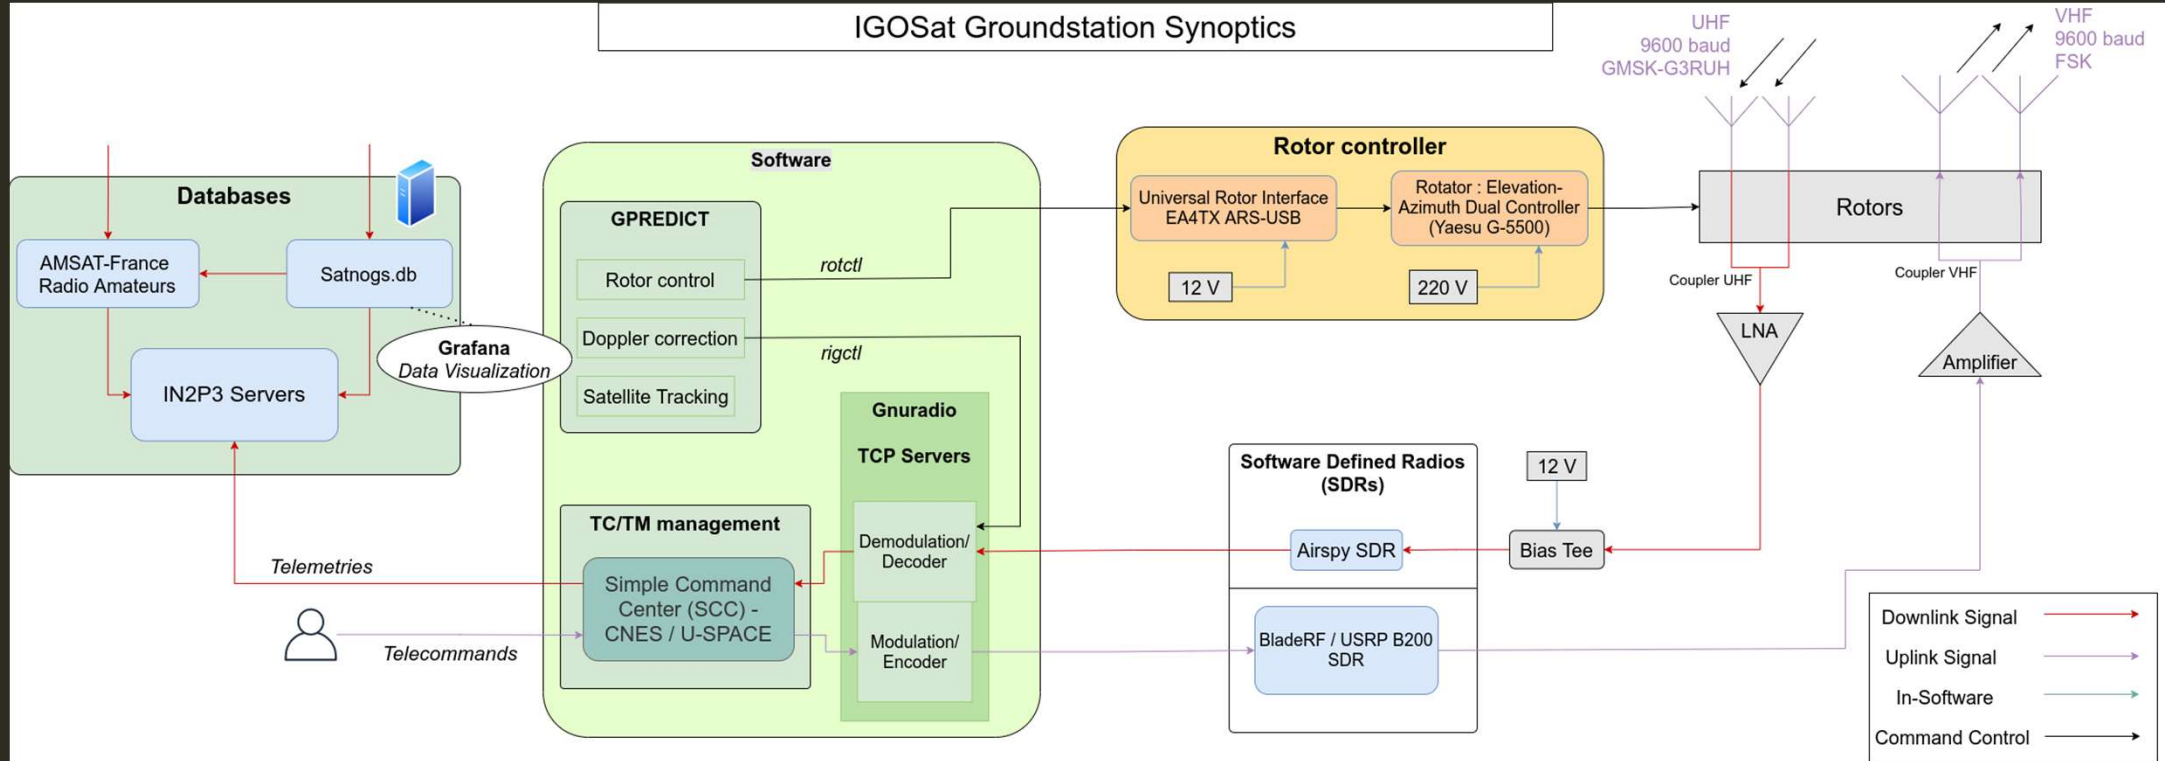 IGOSat Groundstation Synoptics
UHF
9600 baud
GMSK-G3RUH
VHF
9600 baud
FSK
Databases
AMSAT-France
Radio Amateurs
Satnogs.db
IN2P3 Servers
Grafana
Data Visualization
Software
GPREDICT
Rotor control
Doppler correction
Satellite Tracking
rotctl
rigctl
Gnuradio
TCP Servers
Demodulation/
Decoder
Modulation/
Encoder
TC/TM management
Simple Command
Center (SCC) -
CNES / U-SPACE
Telemetries
Telecommands
Rotor controller
Universal Rotor Interface
EA4TX ARS-USB
Rotator : Elevation-
Azimuth Dual Controller
(Yaesu G-5500)
12 V
220 V
Rotors
Coupler UHF
Coupler VHF
LNA
Amplifier
Software Defined Radios
(SDRs)
Airspy SDR
BladeRF / USRP B200
SDR
12 V
Bias Tee
Downlink Signal
Uplink Signal
In-Software
Command Control